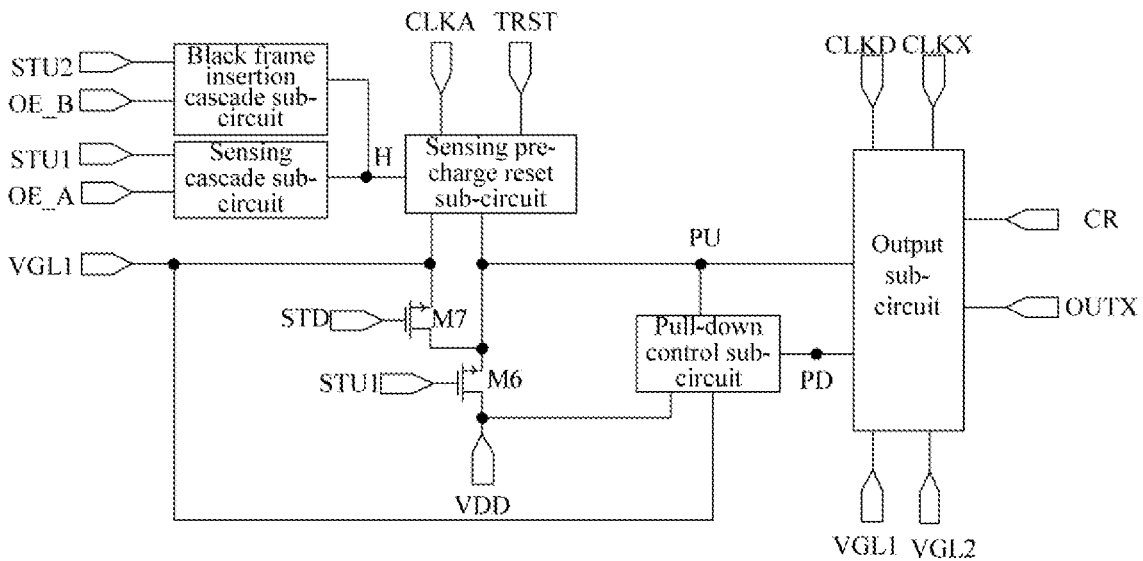 CLKA
TRST
STU2
Black frame
insertion
cascade sub-
circuit
OE_B
CLKD
CLKX
STU1
Sensing
cascade sub-
circuit
OE_A
H
Sensing pre-
charge reset
sub-circuit
VGL1
PU
CR
Output
sub-
circuit
STD
M7
Pull-down
control sub-
circuit
OUTX
STU1
M6
PD
VDD
VGL1
VGL2